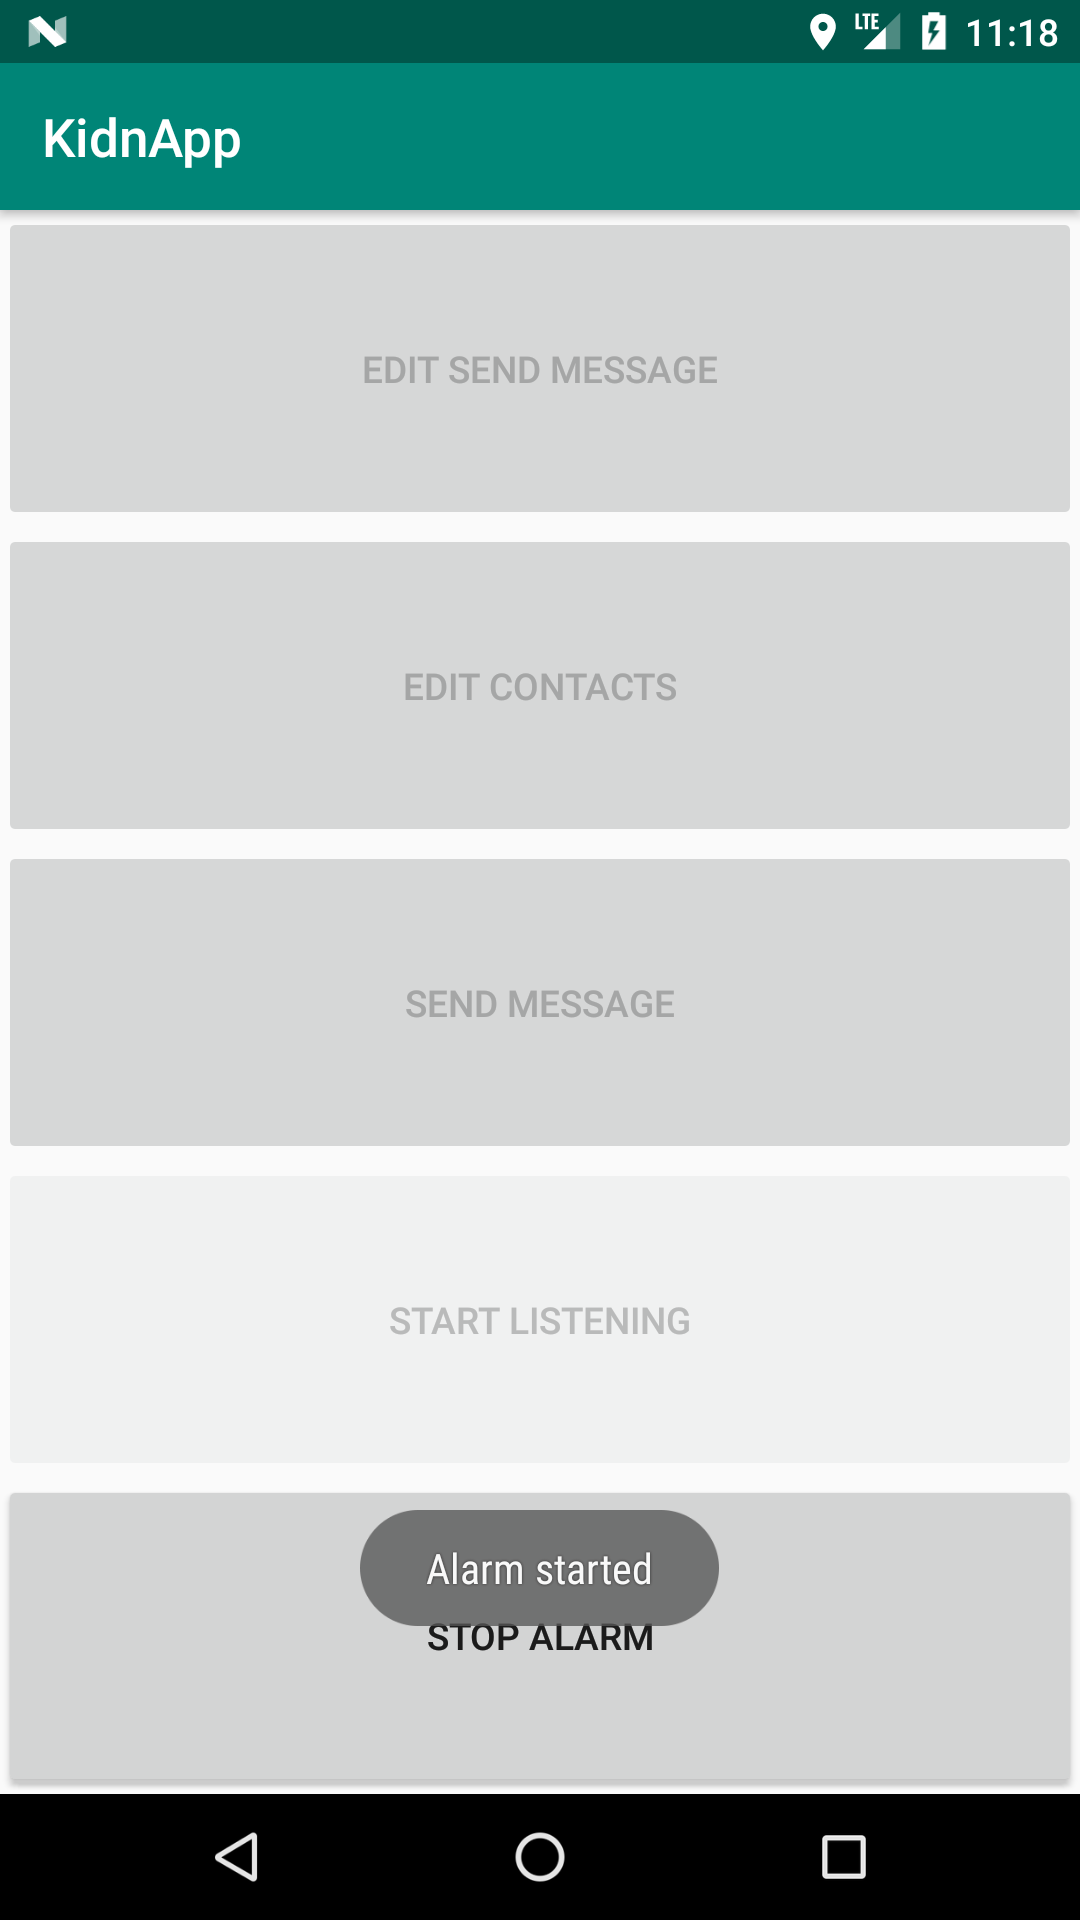 LTE 11:18
KidnApp
EDIT SEND MESSAGE
EDIT CONTACTS
SEND MESSAGE
START LISTENING
Alarm started
STOP ALARM